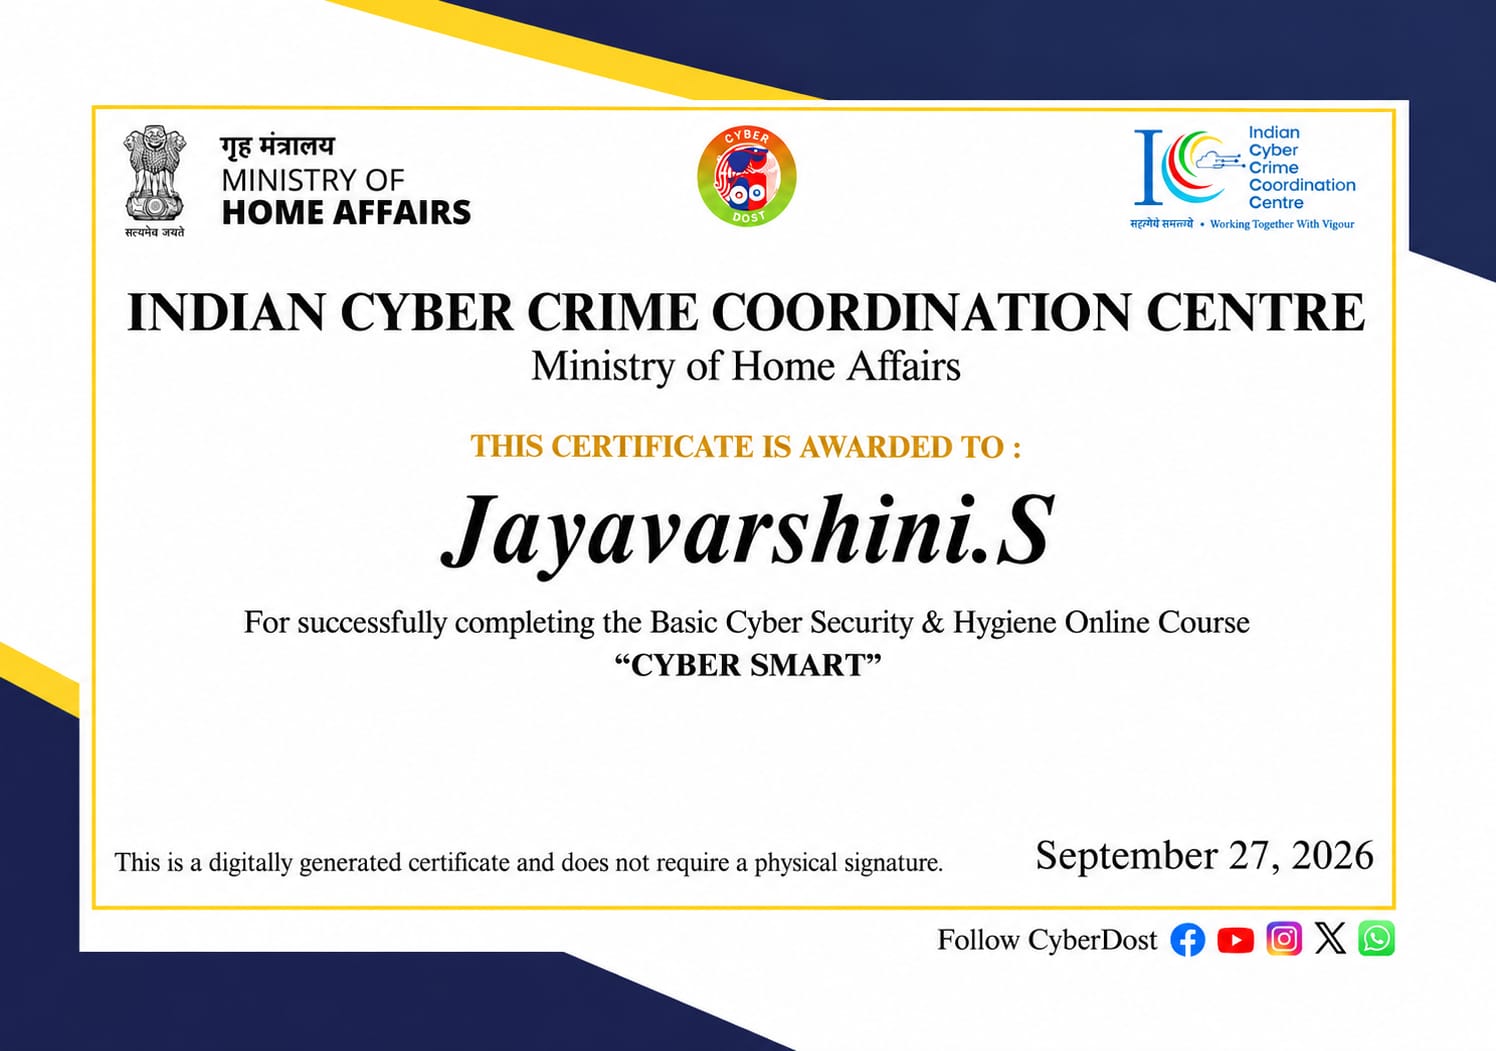 गृह मंत्रालय
MINISTRY OF
HOME AFFAIRS
सत्यमेव जयते
CYBER
DOST
Indian
Cyber
Crime
Coordination
Centre
• Working Together With Vigour
INDIAN CYBER CRIME COORDINATION CENTRE
Ministry of Home Affairs
THIS CERTIFICATE IS AWARDED TO :
Jayavarshini.S
For successfully completing the Basic Cyber Security & Hygiene Online Course
“CYBER SMART”
This is a digitally generated certificate and does not require a physical signature.
September 27, 2026
Follow CyberDost